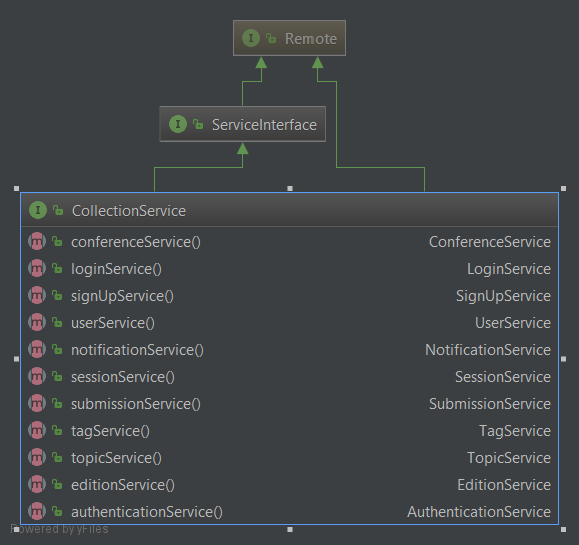 Remote
ServiceInterface
CollectionService
conferenceService() ConferenceService
loginService() LoginService
signUpService() SignUpService
userService() UserService
notificationService() NotificationService
sessionService() SessionService
submissionService() SubmissionService
tagService() TagService
topicService() TopicService
editionService() EditionService
authenticationService() AuthenticationService
Powered by yFiles